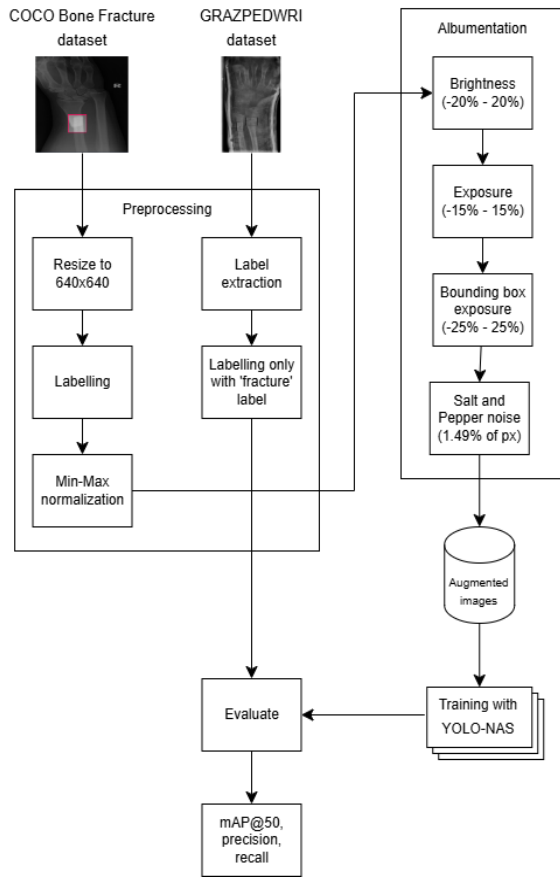 COCO Bone Fracture
dataset
GRAZPEDWRI
dataset
Preprocessing
Resize to
640x640
Labelling
Min-Max
normalization
Label
extraction
Labelling only
with 'fracture'
label
Albumentation
Brightness
(-20% - 20%)
Exposure
(-15% - 15%)
Bounding box
exposure
(-25% - 25%)
Salt and
Pepper noise
(1.49% of px)
Augmented
images
Training with
YOLO-NAS
Evaluate
mAP@50,
precision,
recall